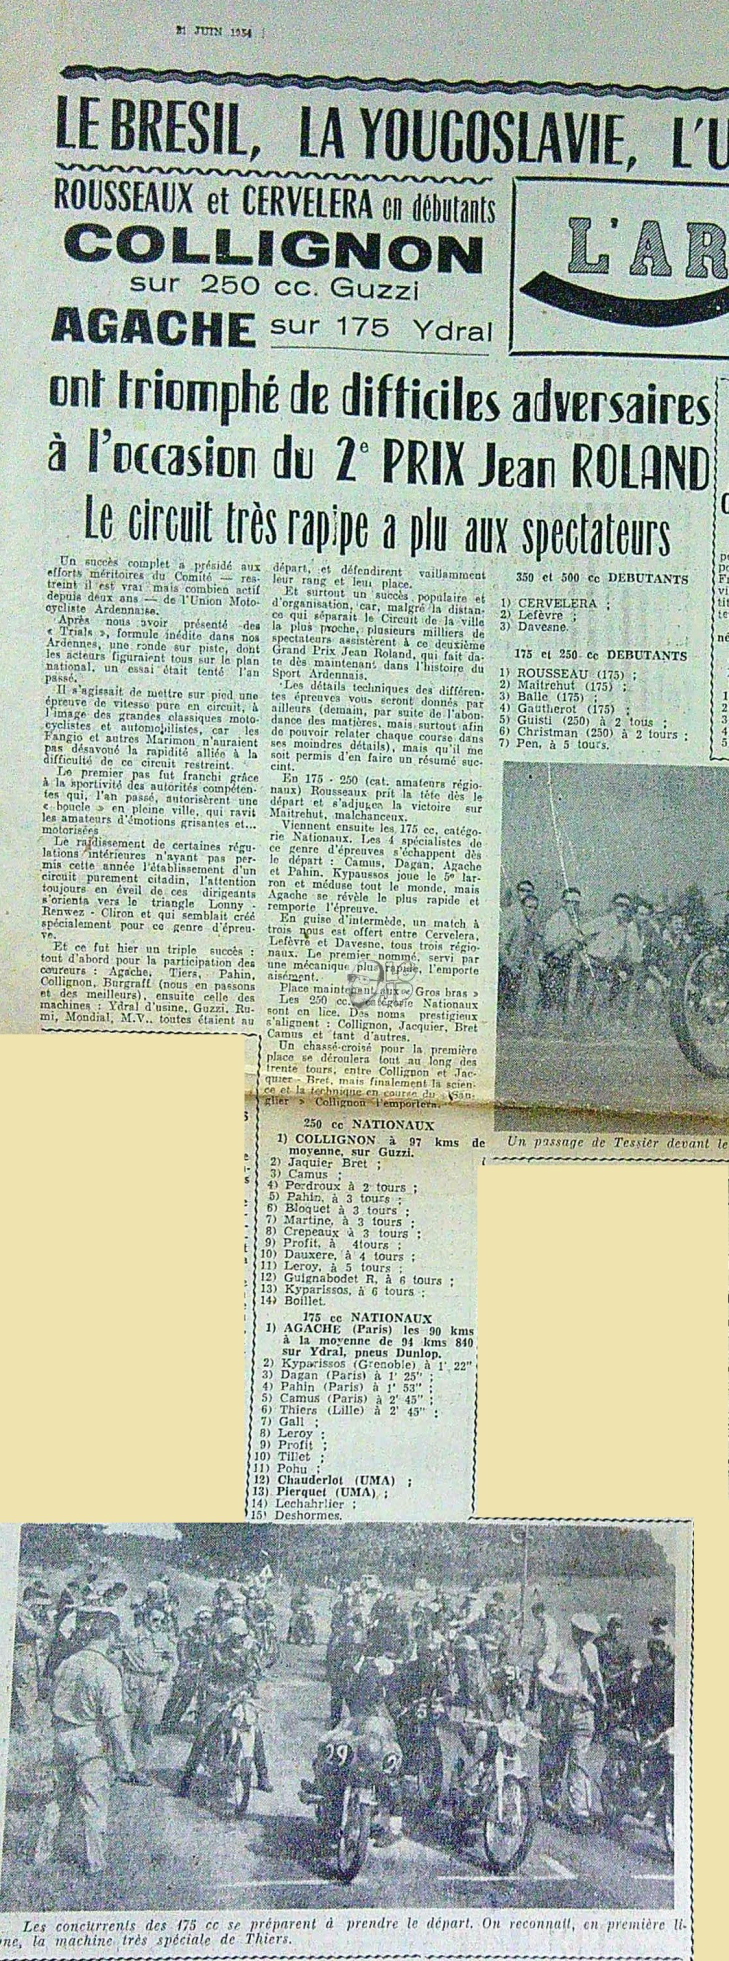 21 JUIN 1954
LE BRESIL, LA YOUGOSLAVIE, L'U
ROUSSEAUX et CERVELERA en débutants
COLLIGNON
sur 250 cc. Guzzi
AGACHE sur 175 Ydral
L'AR
ont triomphé de difficiles adversaires
à l'occasion du 2e PRIX Jean ROLAND
Le circuit très rapipe a plu aux spectateurs
Un succès complet a présidé aux
efforts méritoires du Comité — res-
treint il est vrai mais combien actif
depuis deux ans — de l'Union Moto-
cycliste Ardennaise.
Après nous avoir présenté des
« Trials », formule inédite dans nos
Ardennes, une ronde sur piste, dont
les acteurs figuraient tous sur le plan
national, un essai était tenté l'an
passé.
Il s'agissait de mettre sur pied une
épreuve de vitesse pure en circuit, à
l'image des grandes classiques moto-
cyclistes et automobilistes, car les
Fangio et autres Marimon n'auraient
pas désavoué la rapidité alliée à la
difficulté de ce circuit restreint.
Le premier pas fut franchi grâce
à la sportivité des autorités compéten-
tes qui, l'an passé, autorisèrent une
« boucle » en pleine ville, qui ravit
les amateurs d'émotions grisantes et...
motorisées
Le raidissement de certaines régu-
lations intérieures n'ayant pas per-
mis cette année l'établissement d'un
circuit purement citadin, l'attention
toujours en éveil de ces dirigeants
s'orienta vers le triangle Lonny -
Renwez - Cliron et qui semblait créé
spécialement pour ce genre d'épreu-
ve.
Et ce fut hier un triple succès :
tout d'abord pour la participation des
coureurs : Agache, Tiers, Pahin,
Collignon, Burgraff (nous en passons
et des meilleurs), ensuite celle des
machines : Ydral d'usine, Guzzi, Ru-
mi, Mondial, M.V.. toutes étaient au
départ, et défendirent vaillamment
leur rang et leur place.
Et surtout un succès populaire et
d'organisation, car, malgré la distan-
ce qui séparait le Circuit de la ville
la plus proche, plusieurs milliers de
spectateurs assistèrent à ce deuxième
Grand Prix Jean Roland, qui fait da-
te dès maintenant dans l'histoire du
Sport Ardennais.
Les détails techniques des différen-
tes épreuves vous seront donnés par
ailleurs (demain, par suite de l'abon-
dance des matières, mais surtout afin
de pouvoir relater chaque course dans
ses moindres détails), mais qu'il me
soit permis d'en faire un résumé suc-
cint.
En 175 - 250 (cat. amateurs régio-
naux) Rousseaux prit la tête dès le
départ et s'adjugea la victoire sur
Maitrehut, malchanceux.
Viennent ensuite les 175 cc, catégo-
rie Nationaux. Les 4 spécialistes de
ce genre d'épreuves s'échappent dès
le départ : Camus, Dagan, Agache
et Pahin. Kypaussos joue le 5e lar-
ron et méduse tout le monde, mais
Agache se révèle le plus rapide et
remporte l'épreuve.
En guise d'intermède, un match à
trois nous est offert entre Cervelera,
Lefèvre et Davesne, tous trois régio-
naux. Le premier nommé, servi par
une mécanique plus rapide, l'emporte
aisément.
Place maintenant aux « Gros bras »
Les 250 cc. catégorie Nationaux
sont en lice. Des noms prestigieux
s'alignent : Collignon, Jacquier, Bret
Camus et tant d'autres.
Un chassé-croisé pour la première
place se déroulera tout au long des
trente tours, entre Collignon et Jac-
quier - Bret, mais finalement la scien-
ce et la technique en course du « San-
glier » Collignon l'emportera.
250 cc NATIONAUX
1) COLLIGNON à 97 kms de
moyenne, sur Guzzi.
2) Jaquier Bret ;
3) Camus ;
4) Perdroux à 2 tours ;
5) Pahin, à 3 tours ;
6) Bloquet à 3 tours ;
7) Martine, à 3 tours ;
8) Crepeaux à 3 tours ;
9) Profit, à 4tours ;
10) Dauxere, à 4 tours ;
11) Leroy, à 5 tours ;
12) Guignabodet R, à 6 tours ;
13) Kyparissos, à 6 tours ;
14) Boillet.
175 cc NATIONAUX
1) AGACHE (Paris) les 90 kms
à la moyenne de 94 kms 840
sur Ydral, pneus Dunlop.
2) Kyparissos (Grenoble) à 1' 22"
3) Dagan (Paris) à 1' 25" ;
4) Pahin (Paris) à 1' 53" ;
5) Camus (Paris) à 2' 45" ;
6) Thiers (Lille) à 2' 45" ;
7) Gall ;
8) Leroy ;
9) Profit ;
10) Tillet ;
11) Pohu ;
12) Chauderlot (UMA) ;
13) Pierquet (UMA) ;
14) Lechahrlier ;
15) Deshormes.
350 et 500 cc DEBUTANTS
1) CERVELERA ;
2) Lefèvre ;
3) Davesne.
175 et 250 cc DEBUTANTS
1) ROUSSEAU (175) ;
2) Maitrehut (175) ;
3) Balle (175) ;
4) Gautherot (175) ;
5) Guisti (250) à 2 tous ;
6) Christman (250) à 2 tours ;
7) Pen, à 5 tours.
Un passage de Tessier devant le
Les concurrents des 175 cc se préparent à prendre le départ. On reconnait, en première li-
ne, la machine très spéciale de Thiers.